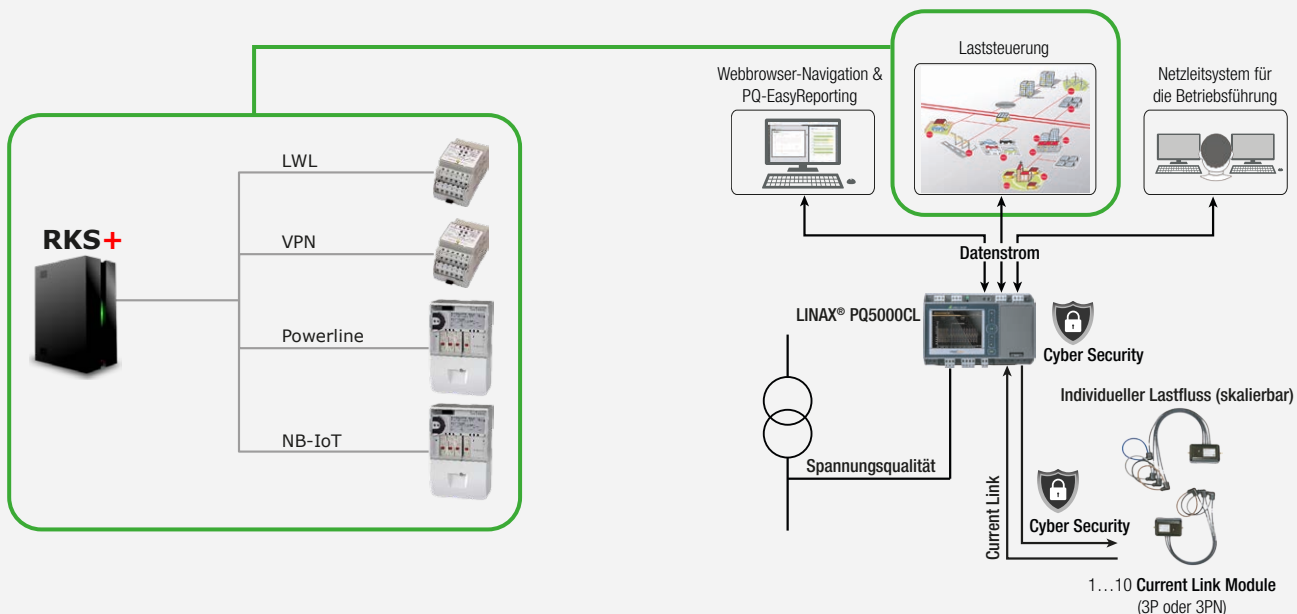 RKS+
LWL
VPN
Powerline
NB-IoT
Webbrowser-Navigation &
PQ-EasyReporting
Laststeuerung
Netzleitsystem für
die Betriebsführung
Datenstrom
LINAX® PQ5000CL
Cyber Security
Individueller Lastfluss (skalierbar)
Spannungsqualität
Current Link
Cyber Security
1…10 Current Link Module
(3P oder 3PN)